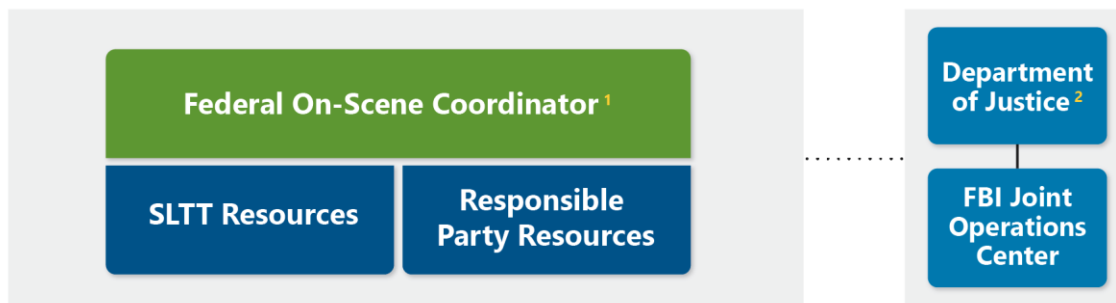 Federal On-Scene Coordinator 1
SLTT Resources
Responsible
Party Resources
Department
of Justice 2
FBI Joint
Operations
Center